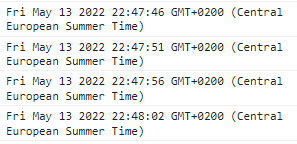 Fri May 13 2022 22:47:46 GMT+0200 (Central
European Summer Time)
Fri May 13 2022 22:47:51 GMT+0200 (Central
European Summer Time)
Fri May 13 2022 22:47:56 GMT+0200 (Central
European Summer Time)
Fri May 13 2022 22:48:02 GMT+0200 (Central
European Summer Time)